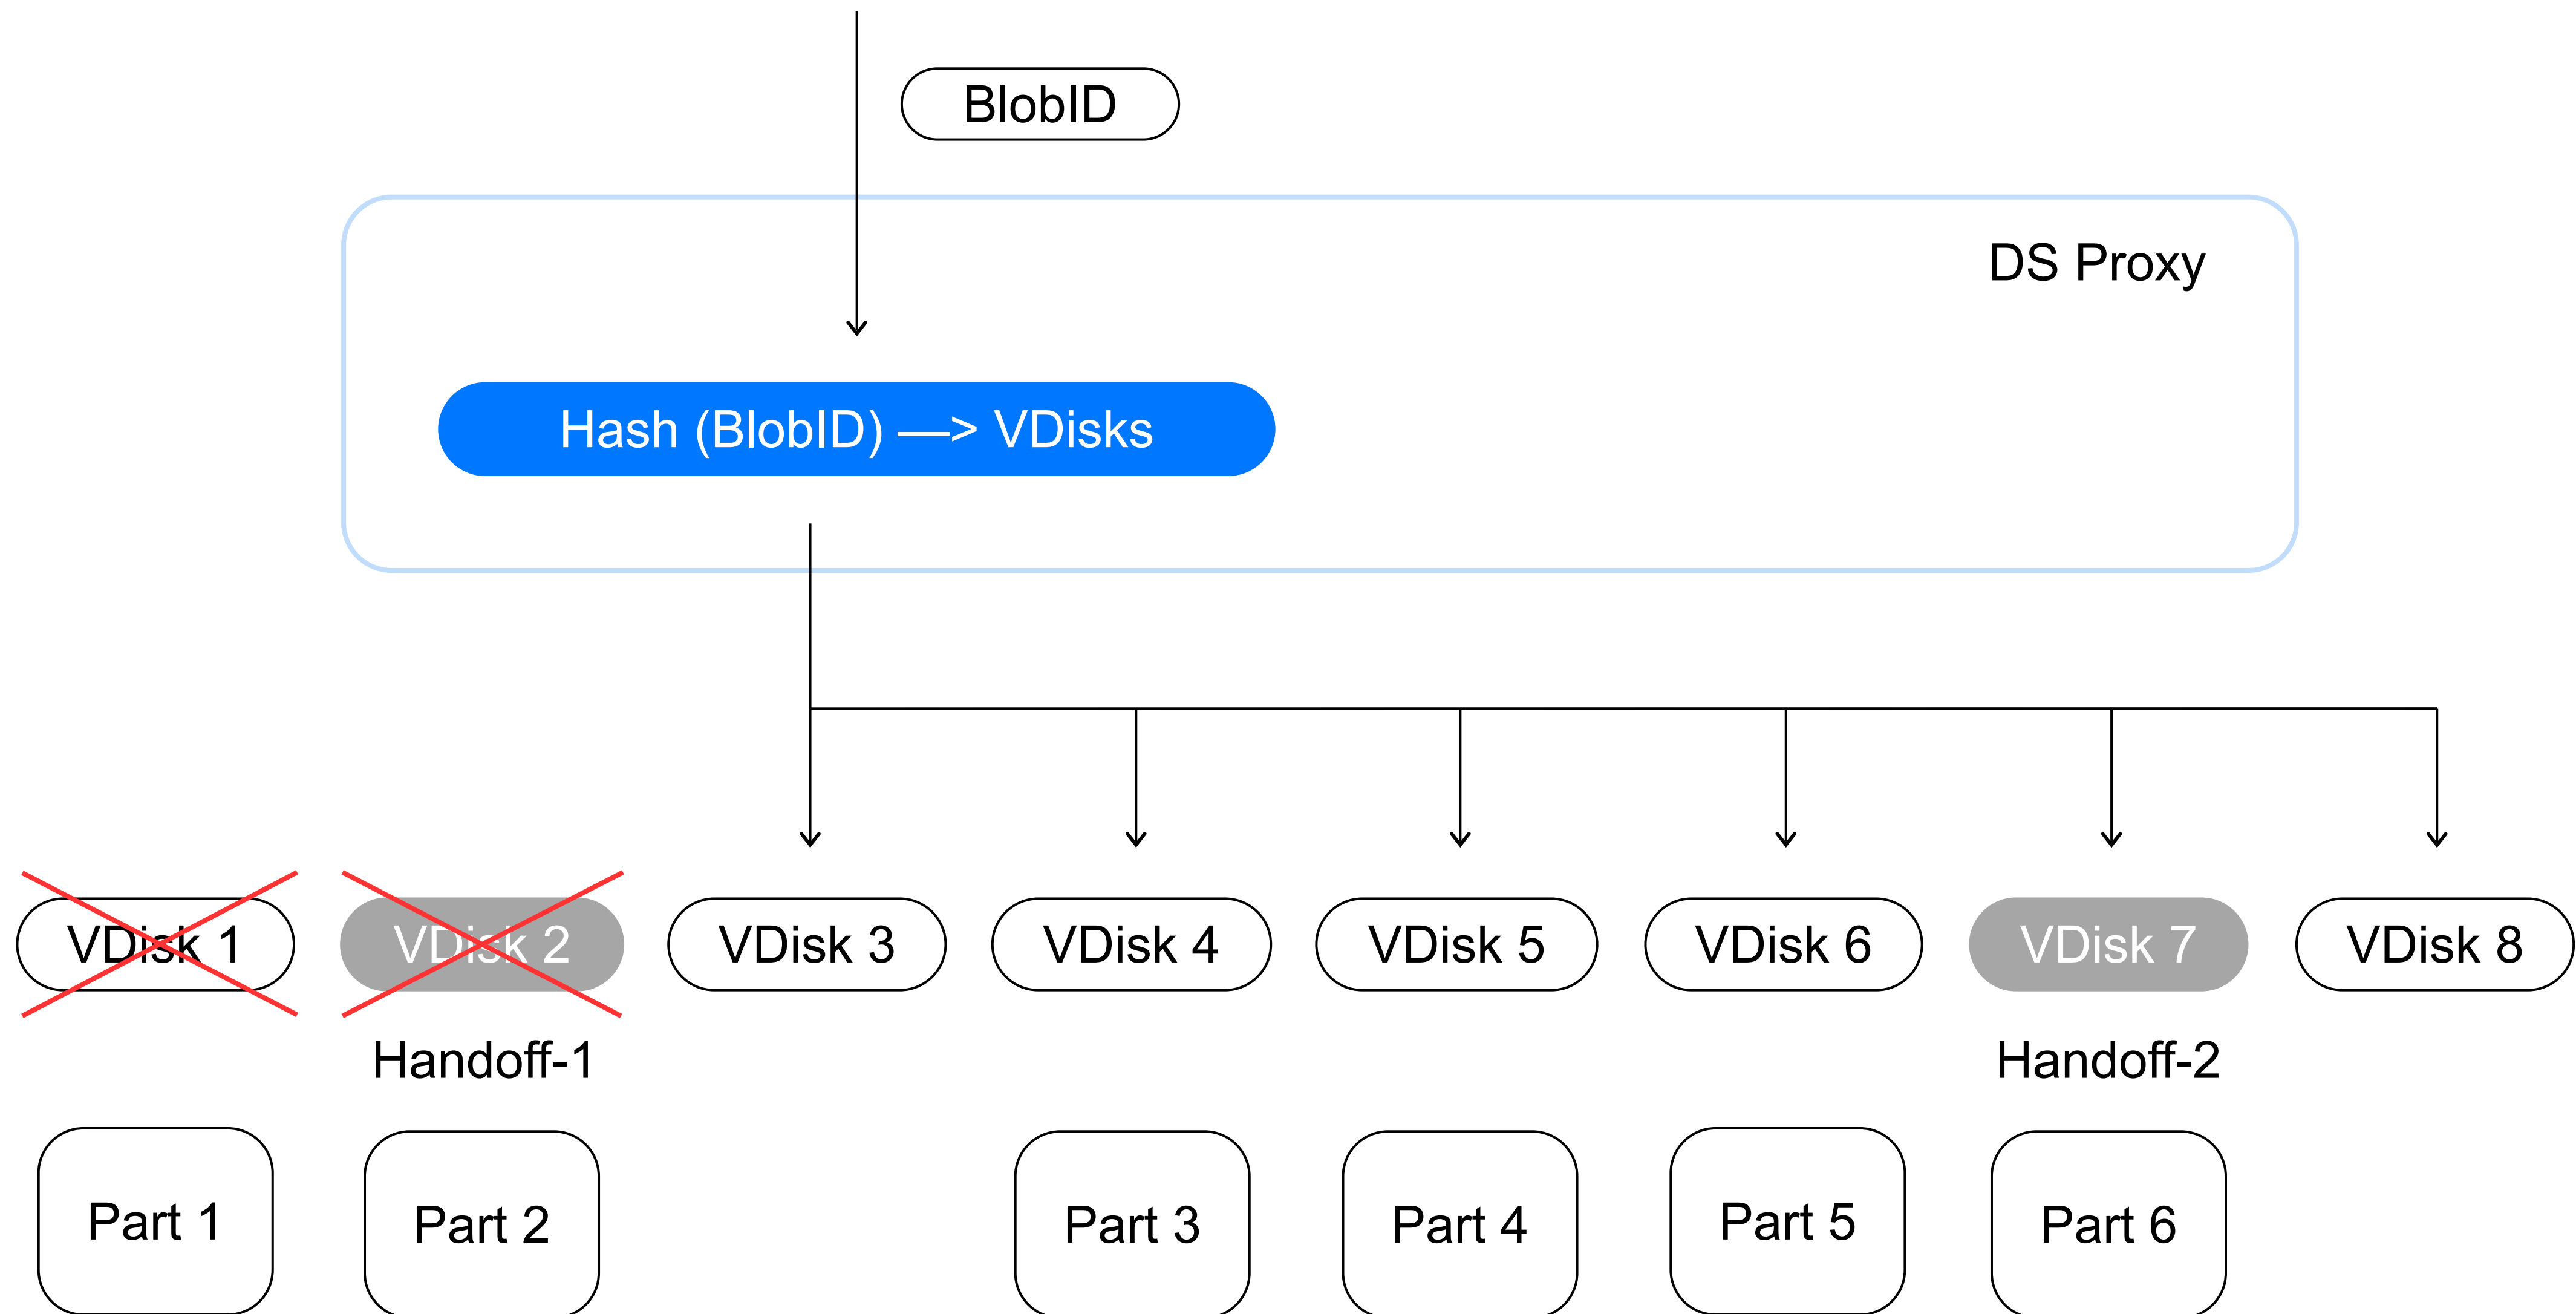 BlobID
DS Proxy
Hash (BlobID) —> VDisks
VDisk 1
VDisk 2
VDisk 3
VDisk 4
VDisk 5
VDisk 6
VDisk 7
VDisk 8
Handoff-1
Handoff-2
Part 1
Part 2
Part 3
Part 4
Part 5
Part 6